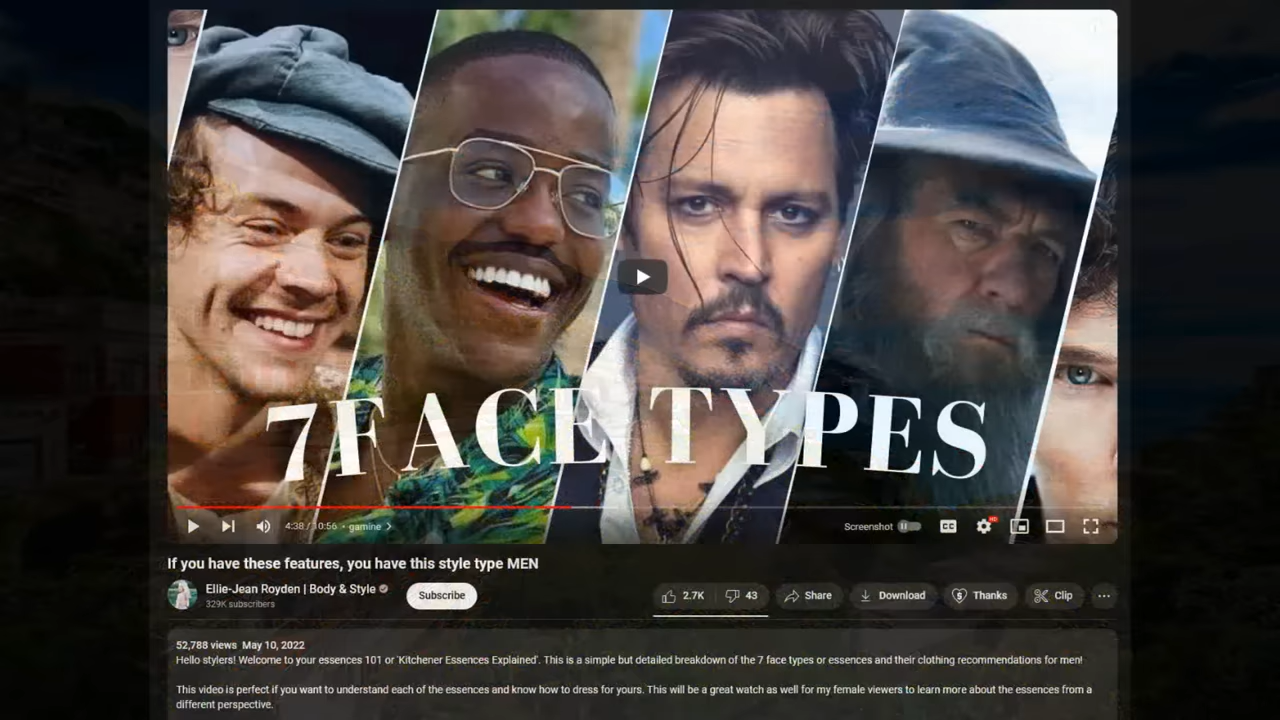 7 FACE TYPES
4:38 / 10:56 • gamine >
Screenshot
CC
If you have these features, you have this style type MEN
Ellie-Jean Royden | Body & Style
329K subscribers
Subscribe
2.7K
43
Share
Download
Thanks
Clip
52,788 views May 10, 2022
Hello stylers! Welcome to your essences 101 or 'Kitchener Essences Explained'. This is a simple but detailed breakdown of the 7 face types or essences and their clothing recommendations for men!
This video is perfect if you want to understand each of the essences and know how to dress for yours. This will be a great watch as well for my female viewers to learn more about the essences from a
different perspective.